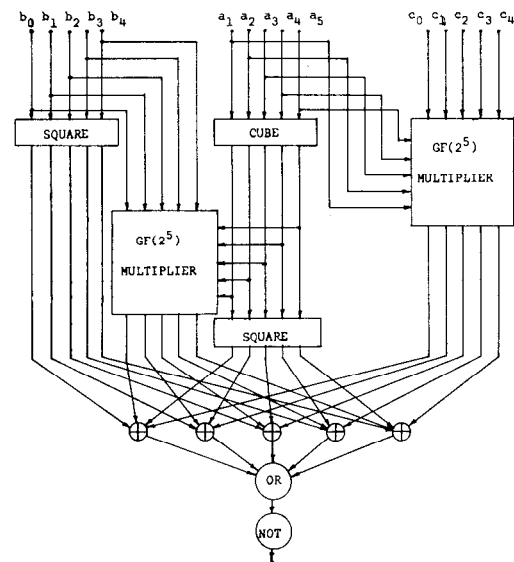 b0 b1 b2 b3 b4 a1 a2 a3 a4 a5 c0 c1 c2 c3 c4
SQUARE
CUBE
GF(2^5)
MULTIPLIER
GF(2^5)
MULTIPLIER
SQUARE
OR
NOT